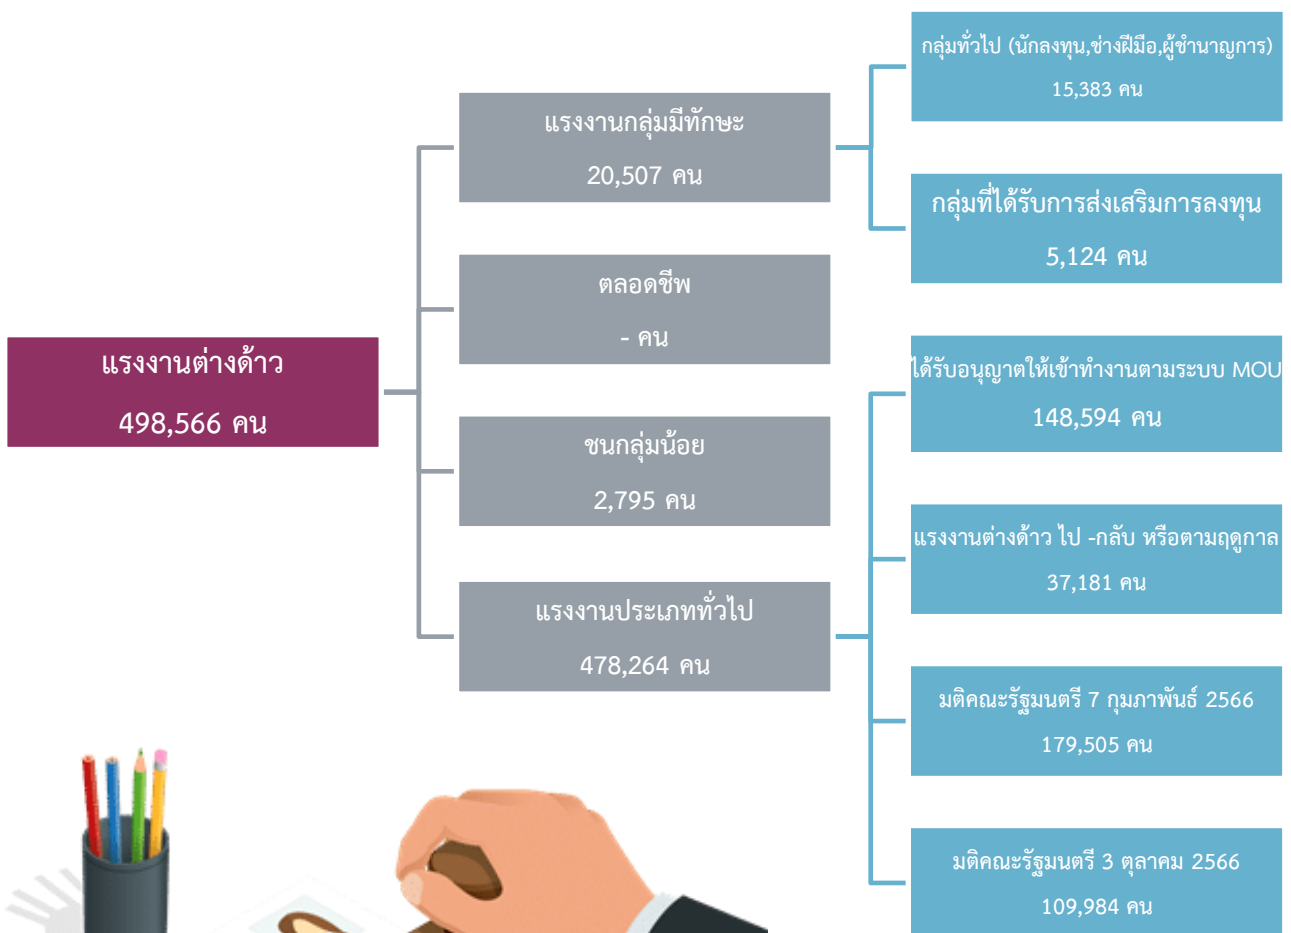 แรงงานต่างด้าว
498,566 คน
แรงงานกลุ่มมีทักษะ
20,507 คน
ตลอดชีพ
- คน
ชนกลุ่มน้อย
2,795 คน
แรงงานประเภททั่วไป
478,264 คน
กลุ่มทั่วไป (นักลงทุน,ช่างฝีมือ,ผู้ชำนาญการ)
15,383 คน
กลุ่มที่ได้รับการส่งเสริมการลงทุน
5,124 คน
ได้รับอนุญาตให้เข้าทำงานตามระบบ MOU
148,594 คน
แรงงานต่างด้าว ไป -กลับ หรือตามฤดูกาล
37,181 คน
มติคณะรัฐมนตรี 7 กุมภาพันธ์ 2566
179,505 คน
มติคณะรัฐมนตรี 3 ตุลาคม 2566
109,984 คน